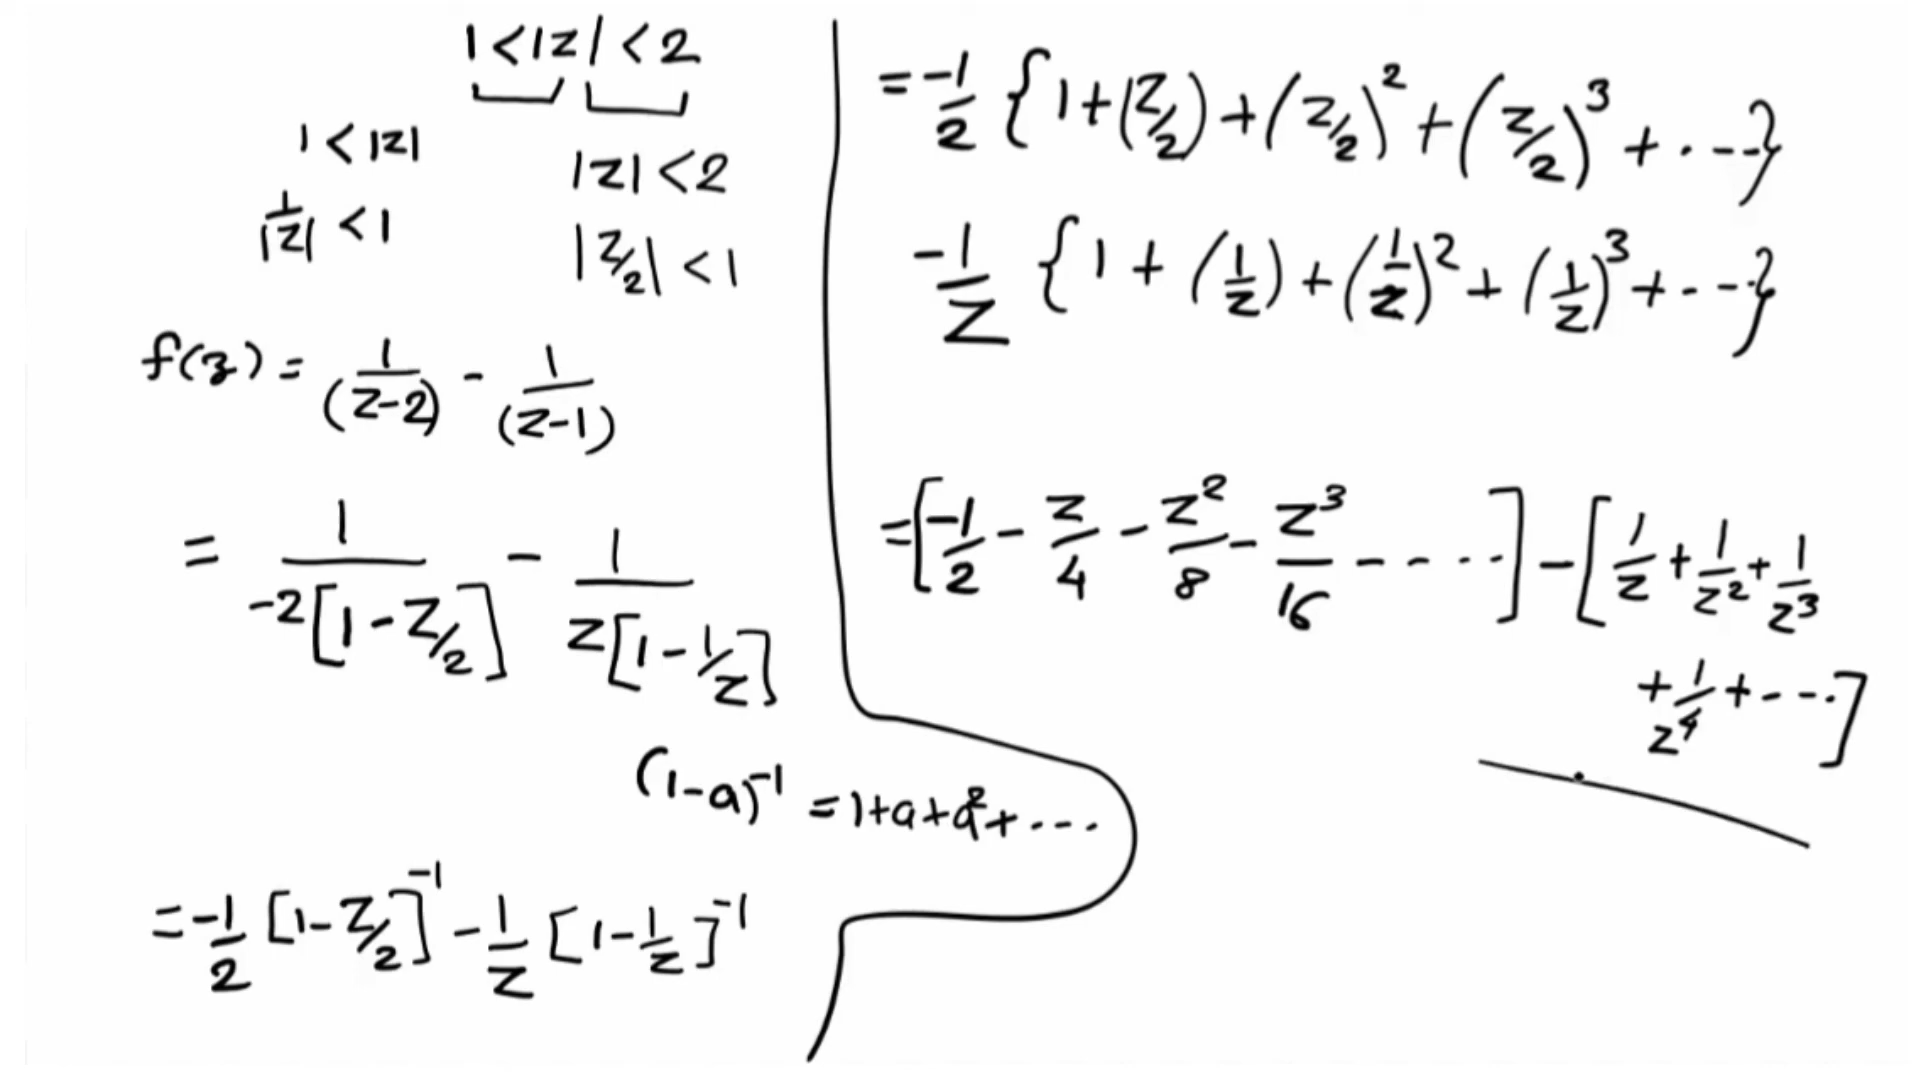 1 < |z| < 2
1 < |z|
|z| < 2
1/|z| < 1
|z/2| < 1
f(z) = 1/(z-2) - 1/(z-1)
= 1/(-2[1 - z/2]) - 1/(z[1 - 1/z])
(1-a)^-1 = 1+a+a^2+....
= -1/2 [1 - z/2]^-1 - 1/z [1 - 1/z]^-1
= -1/2 {1 + (z/2) + (z/2)^2 + (z/2)^3 + ...}
-1/z {1 + (1/z) + (1/z)^2 + (1/z)^3 + ...}
= [-1/2 - z/4 - z^2/8 - z^3/16 - ....] - [1/z + 1/z^2 + 1/z^3
+ 1/z^4 + ....]